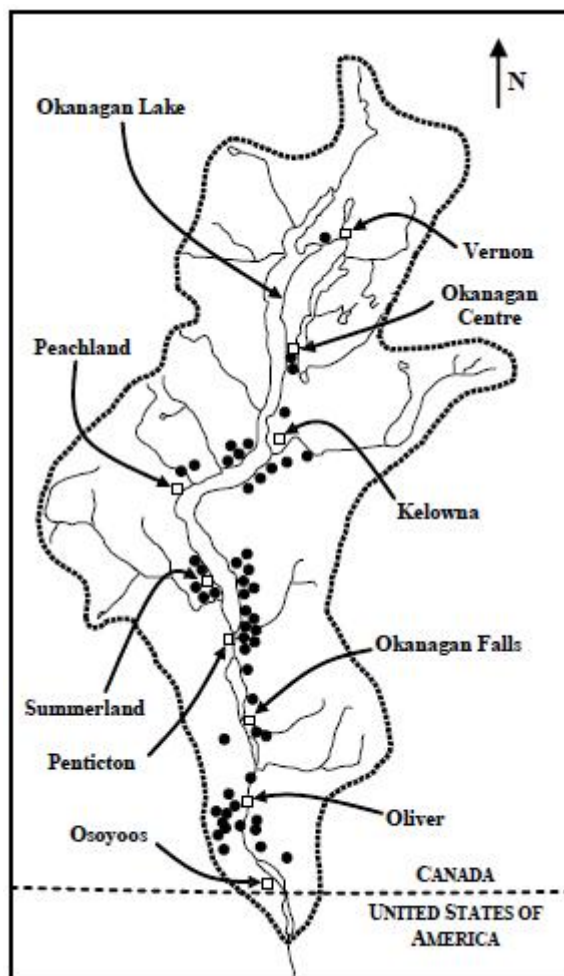 N
Okanagan Lake
Vernon
Okanagan
Centre
Peachland
Kelowna
Okanagan Falls
Summerland
Penticton
Oliver
Osoyoos
CANADA
UNITED STATES OF
AMERICA